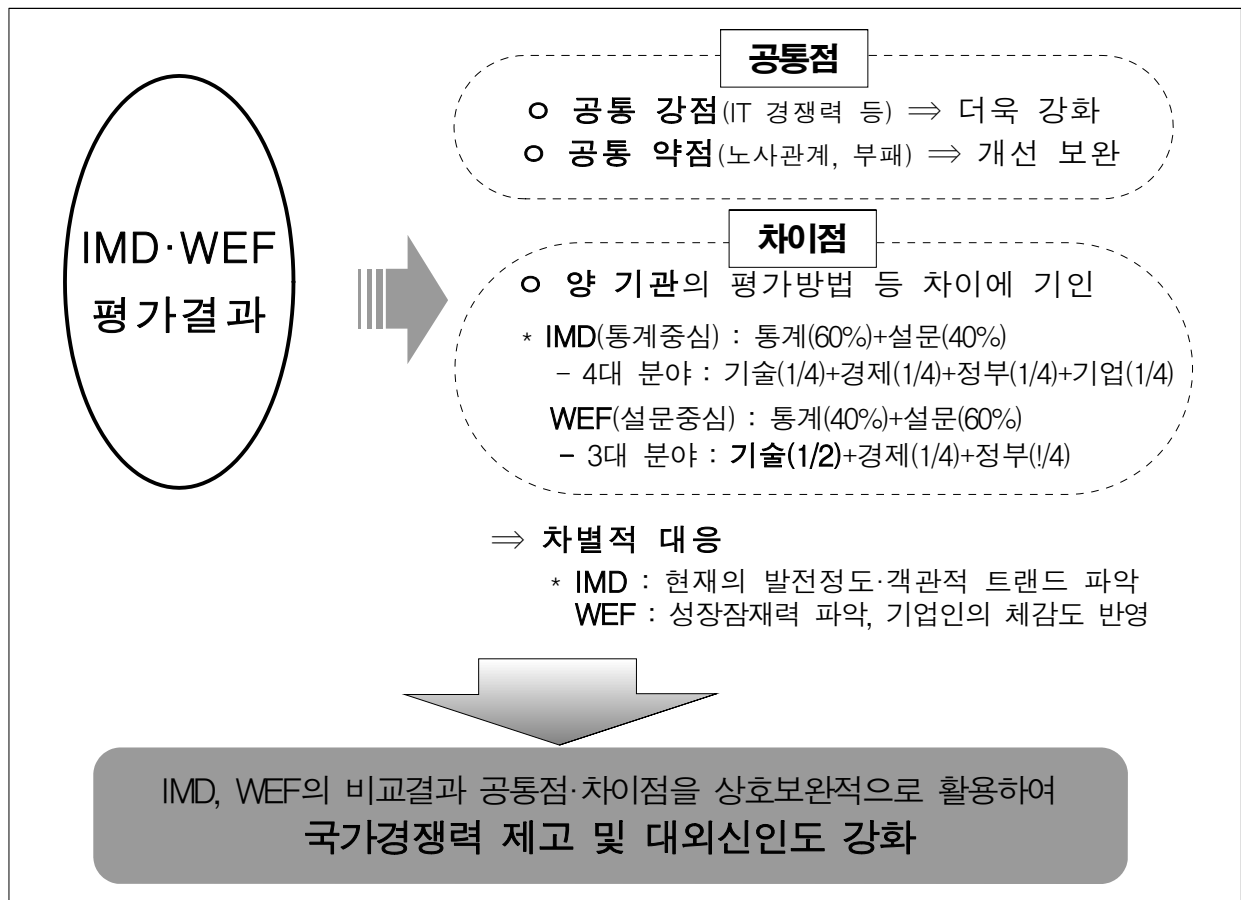 공통점
ㅇ 공통 강점(IT 경쟁력 등) ⇒ 더욱 강화
ㅇ 공통 약점(노사관계, 부패) ⇒ 개선 보완
IMD·WEF
평가결과
차이점
ㅇ 양 기관의 평가방법 등 차이에 기인
* IMD(통계중심) : 통계(60%)+설문(40%)
- 4대 분야 : 기술(1/4)+경제(1/4)+정부(1/4)+기업(1/4)
WEF(설문중심) : 통계(40%)+설문(60%)
- 3대 분야 : 기술(1/2)+경제(1/4)+정부(!/4)
⇒ 차별적 대응
* IMD : 현재의 발전정도·객관적 트랜드 파악
WEF : 성장잠재력 파악, 기업인의 체감도 반영
IMD, WEF의 비교결과 공통점·차이점을 상호보완적으로 활용하여
국가경쟁력 제고 및 대외신인도 강화